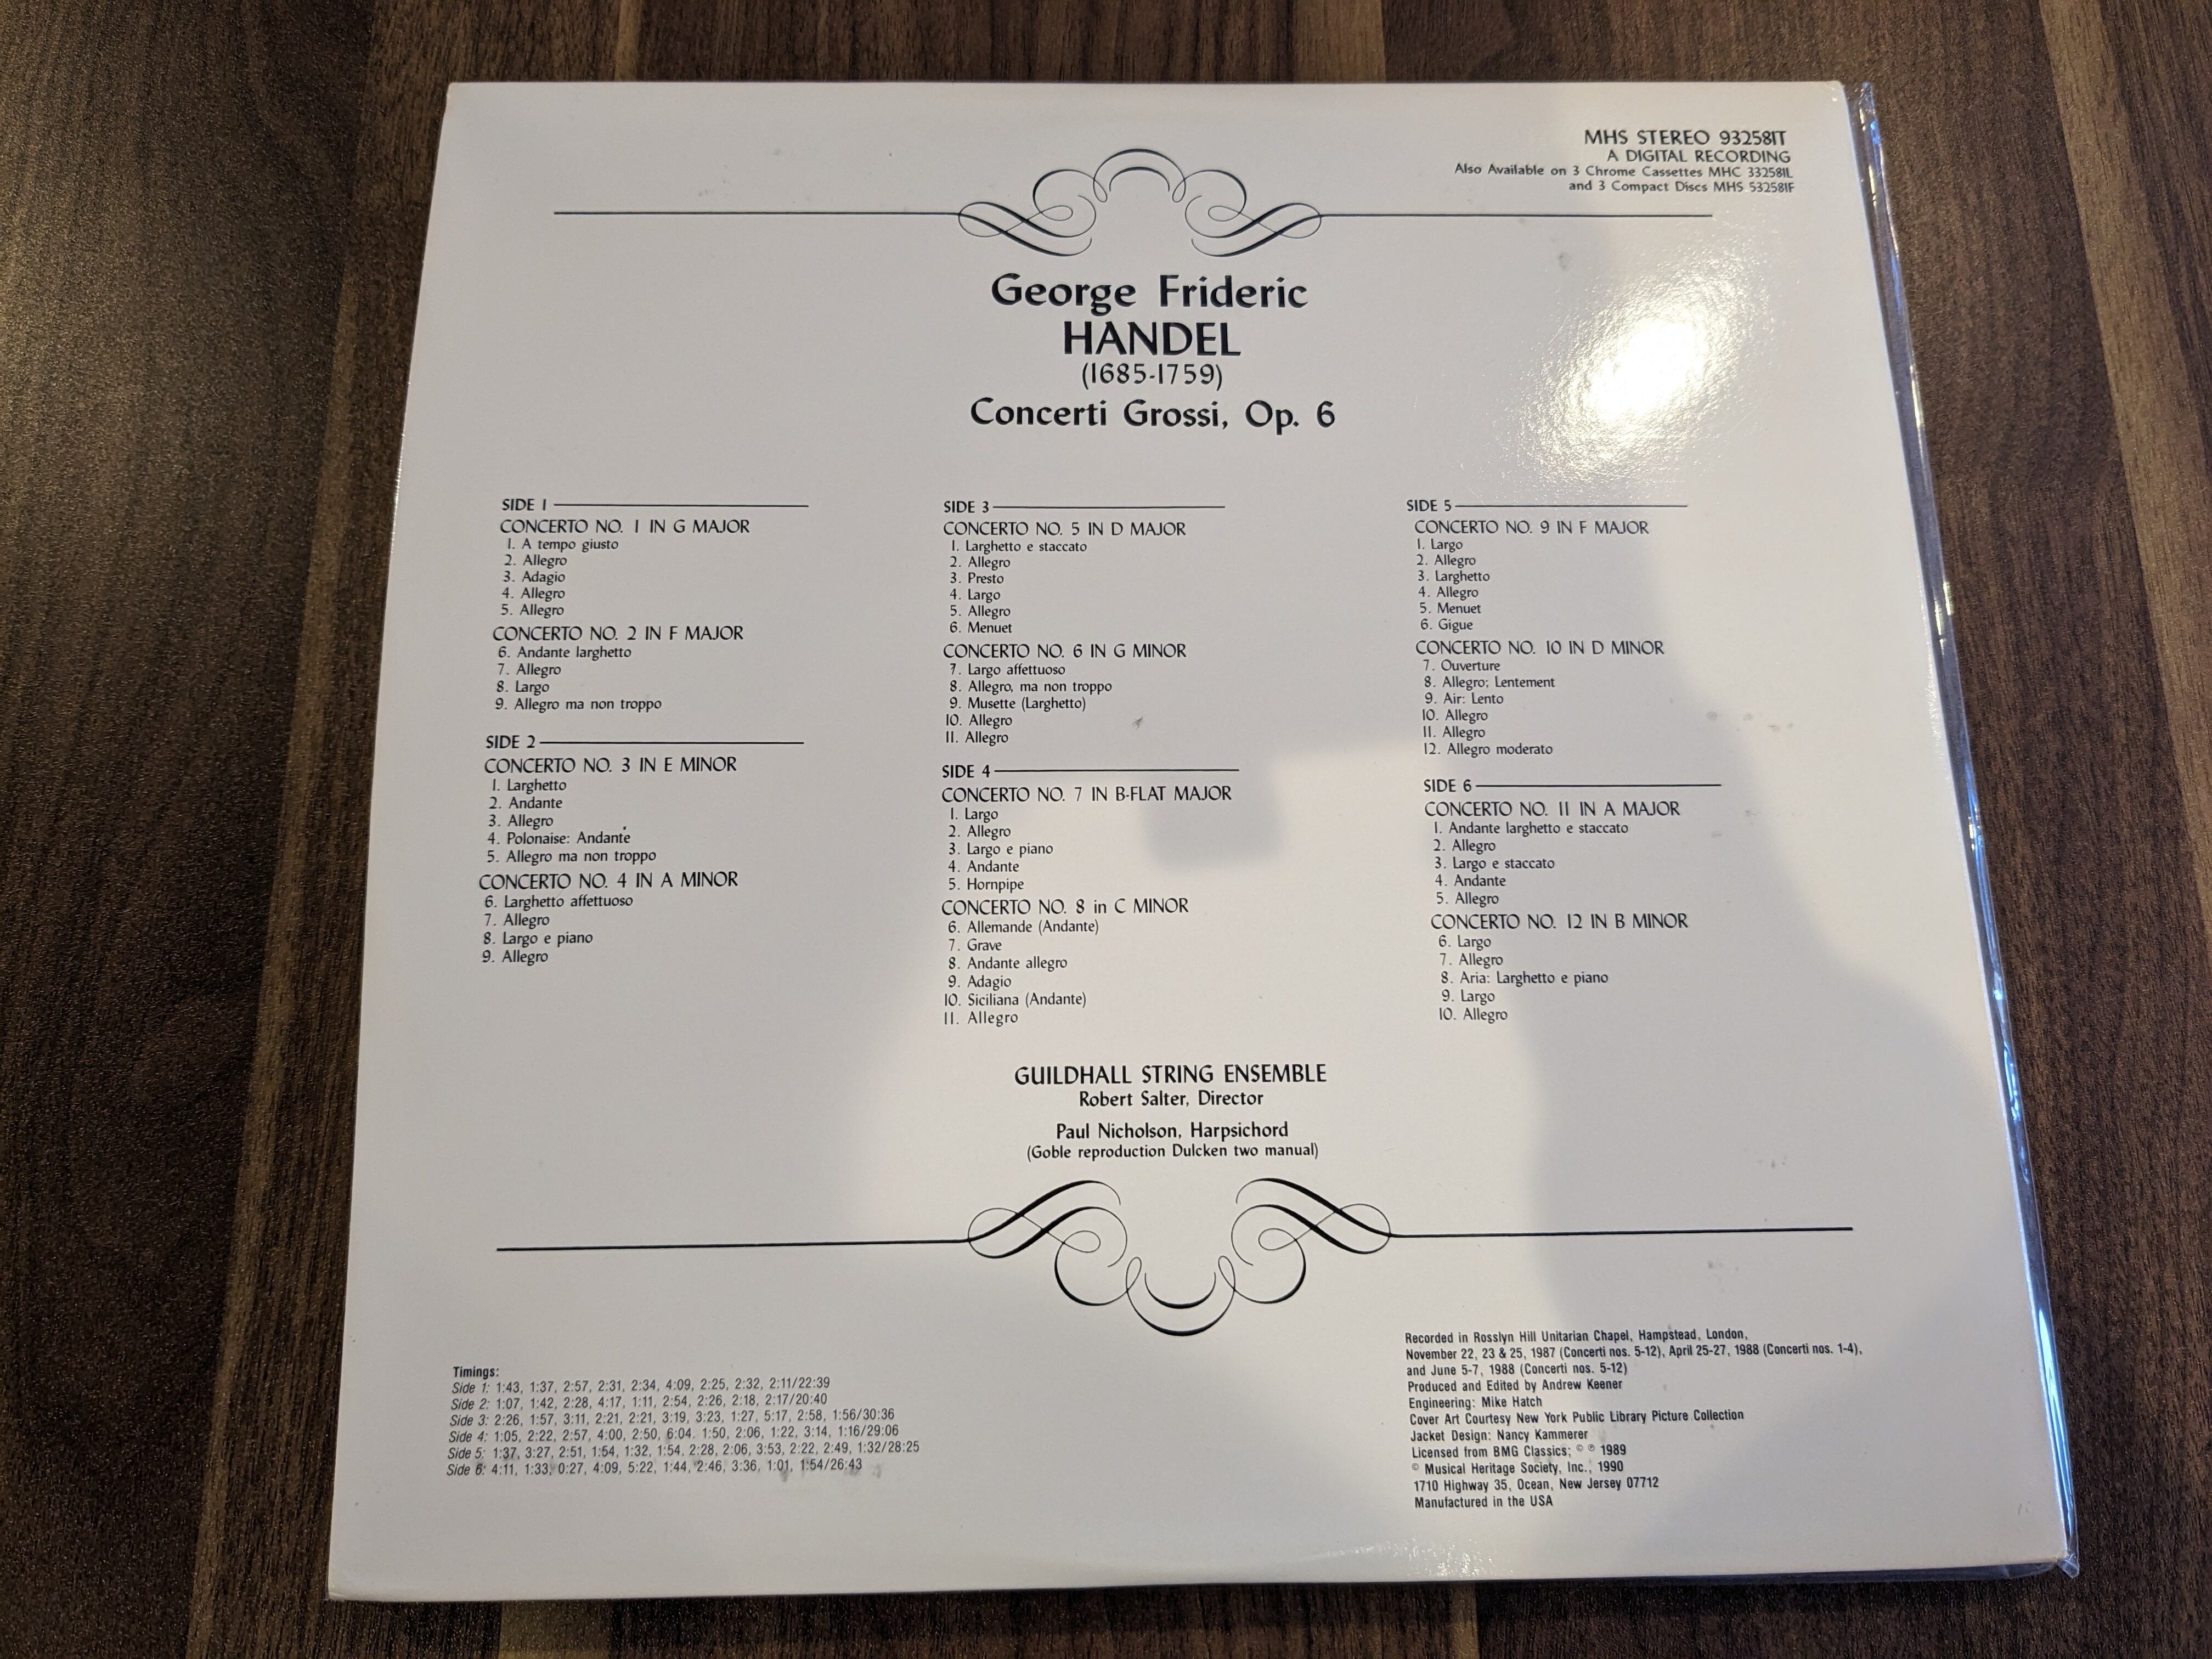 MHS STEREO 932581T
A DIGITAL RECORDING
Also Available on 3 Chrome Cassettes MHC 332581L
and 3 Compact Discs MHS 532581F
George Frideric
HANDEL
(1685-1759)
Concerti Grossi, Op. 6
SIDE 1
CONCERTO NO. 1 IN G MAJOR
1. A tempo giusto
2. Allegro
3. Adagio
4. Allegro
5. Allegro
CONCERTO NO. 2 IN F MAJOR
6. Andante larghetto
7. Allegro
8. Largo
9. Allegro ma non troppo
SIDE 2
CONCERTO NO. 3 IN E MINOR
1. Larghetto
2. Andante
3. Allegro
4. Polonaise: Andante
5. Allegro ma non troppo
CONCERTO NO. 4 IN A MINOR
6. Larghetto affettuoso
7. Allegro
8. Largo e piano
9. Allegro
SIDE 3
CONCERTO NO. 5 IN D MAJOR
1. Larghetto e staccato
2. Allegro
3. Presto
4. Largo
5. Allegro
6. Menuet
CONCERTO NO. 6 IN G MINOR
7. Largo affettuoso
8. Allegro, ma non troppo
9. Musette (Larghetto)
10. Allegro
11. Allegro
SIDE 4
CONCERTO NO. 7 IN B-FLAT MAJOR
1. Largo
2. Allegro
3. Largo e piano
4. Andante
5. Hornpipe
CONCERTO NO. 8 in C MINOR
6. Allemande (Andante)
7. Grave
8. Andante allegro
9. Adagio
10. Siciliana (Andante)
11. Allegro
SIDE 5
CONCERTO NO. 9 IN F MAJOR
1. Largo
2. Allegro
3. Larghetto
4. Allegro
5. Menuet
6. Gigue
CONCERTO NO. 10 IN D MINOR
7. Ouverture
8. Allegro; Lentement
9. Air: Lento
10. Allegro
11. Allegro
12. Allegro moderato
SIDE 6
CONCERTO NO. 11 IN A MAJOR
1. Andante larghetto e staccato
2. Allegro
3. Largo e staccato
4. Andante
5. Allegro
CONCERTO NO. 12 IN B MINOR
6. Largo
7. Allegro
8. Aria: Larghetto e piano
9. Largo
10. Allegro
GUILDHALL STRING ENSEMBLE
Robert Salter, Director
Paul Nicholson, Harpsichord
(Goble reproduction Dulcken two manual)
Timings:
Side 1: 1:43, 1:37, 2:57, 2:31, 2:34, 4:09, 2:25, 2:32, 2:11/22:39
Side 2: 1:07, 1:42, 2:28, 4:17, 1:11, 2:54, 2:26, 2:18, 2:17/20:40
Side 3: 2:26, 1:57, 3:11, 2:21, 2:21, 3:19, 3:23, 1:27, 5:17, 2:58, 1:56/30:36
Side 4: 1:05, 2:22, 2:57, 4:00, 2:50, 6:04. 1:50, 2:06, 1:22, 3:14, 1:16/29:06
Side 5: 1:37, 3:27, 2:51, 1:54, 1:32, 1:54. 2:28, 2:06, 3:53, 2:22, 2:49, 1:32/28:25
Side 6: 4:11, 1:33, 0:27, 4:09, 5:22, 1:44, 2:46, 3:36, 1:01, 1:54/26:43
Recorded in Rosslyn Hill Unitarian Chapel, Hampstead, London,
November 22, 23 & 25, 1987 (Concerti nos. 5-12), April 25-27, 1988 (Concerti nos. 1-4),
and June 5-7, 1988 (Concerti nos. 5-12)
Produced and Edited by Andrew Keener
Engineering: Mike Hatch
Cover Art Courtesy New York Public Library Picture Collection
Jacket Design: Nancy Kammerer
Licensed from BMG Classics; © ℗ 1989
© Musical Heritage Society, Inc., 1990
1710 Highway 35, Ocean, New Jersey 07712
Manufactured in the USA